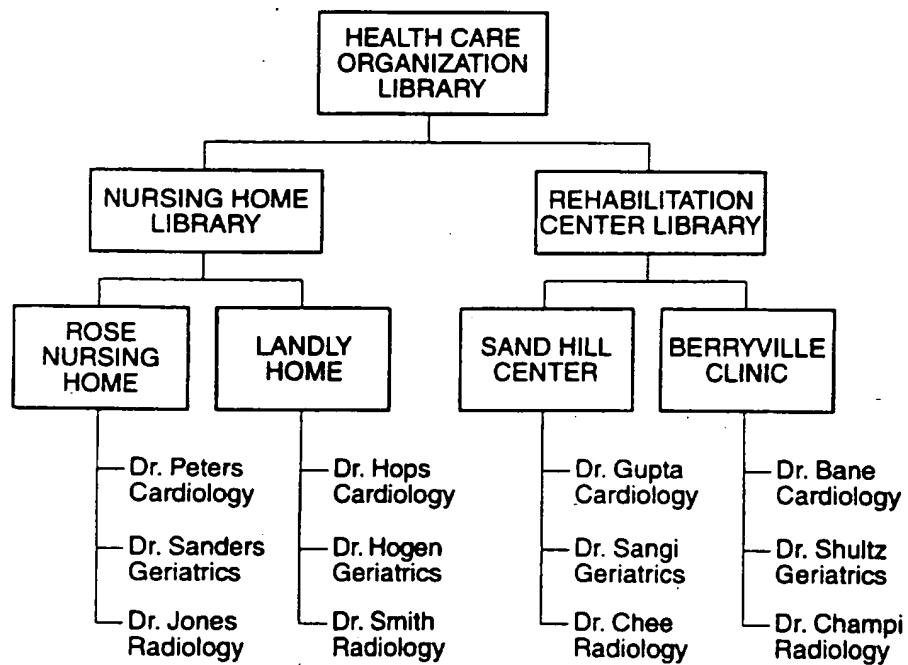 HEALTH CARE
ORGANIZATION
LIBRARY
NURSING HOME
LIBRARY
REHABILITATION
CENTER LIBRARY
ROSE
NURSING
HOME
LANDLY
HOME
SAND HILL
CENTER
BERRYVILLE
CLINIC
Dr. Peters
Cardiology
Dr. Sanders
Geriatrics
Dr. Jones
Radiology
Dr. Hops
Cardiology
Dr. Hogen
Geriatrics
Dr. Smith
Radiology
Dr. Gupta
Cardiology
Dr. Sangi
Geriatrics
Dr. Chee
Radiology
Dr. Bane
Cardiology
Dr. Shultz
Geriatrics
Dr. Champi
Radiology